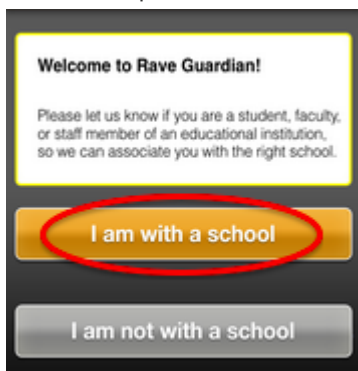 Welcome to Rave Guardian!
Please let us know if you are a student, faculty,
or staff member of an educational institution,
so we can associate you with the right school.
I am with a school
I am not with a school